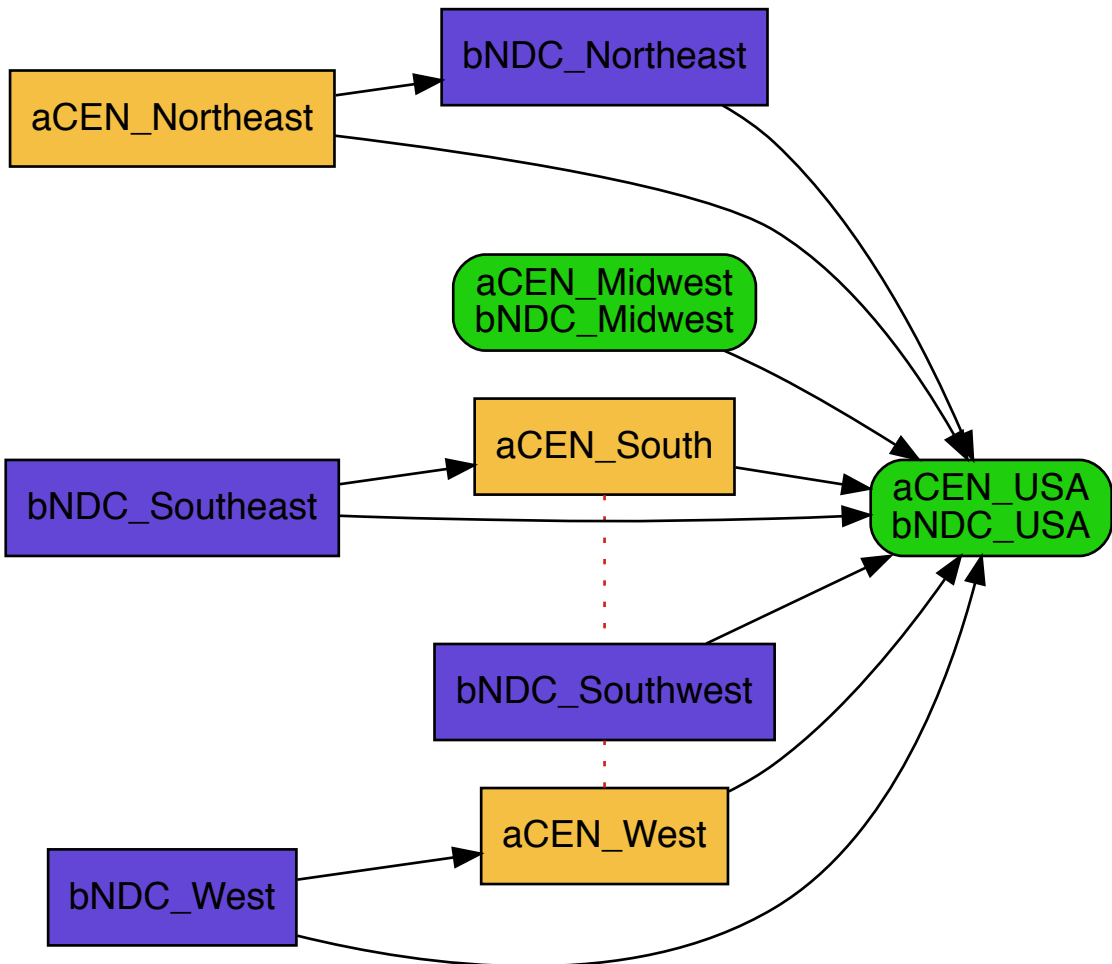 bNDC_Northeast
aCEN_Northeast
aCEN_Midwest
bNDC_Midwest
aCEN_South
bNDC_Southeast
aCEN_USA
bNDC_USA
bNDC_Southwest
aCEN_West
bNDC_West